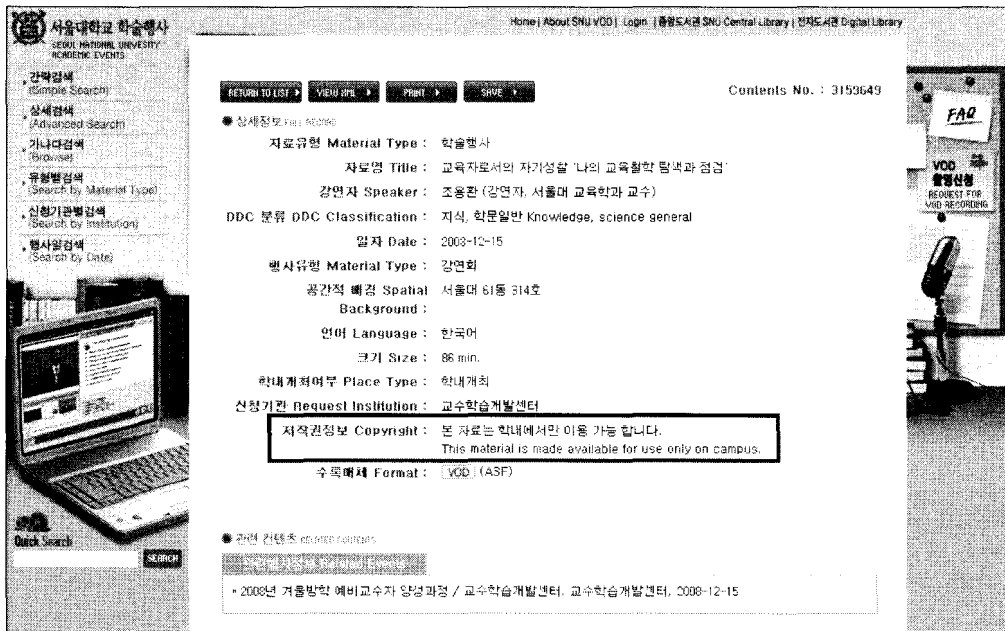 Home | About SNU VOD | Login | 중앙도서관 SNU Central Library | 전자도서관 Digital Library
서울대학교 학술행사
SEOUL NATIONAL UNIVESITY
ACADEMIC EVENTS
간략검색
(Simple Search)
상세검색
(Advanced Search)
가나다검색
(Browse)
유형별검색
(Search by Material Type)
신청기관별검색
(Search by Institution)
행사일검색
(Search by Date)
Quick Search
SEARCH
RETURN TO LIST VIEW XML PRINT SAVE
Contents No. : 3153649
상세정보 FULL RECORD
자료유형 Material Type : 학술행사
자료명 Title : 교육자로서의 자기성찰 '나의 교육철학 탐색과 점검'
강연자 Speaker : 조용환 (강연자, 서울대 교육학과 교수)
DDC 분류 DDC Classification : 지식, 학문일반 Knowledge, science general
일자 Date : 2008-12-15
행사유형 Material Type : 강연회
공간적 배경 Spatial Background : 서울대 61동 314호
언어 Language : 한국어
크기 Size : 86 min.
학내개최여부 Place Type : 학내개최
신청기관 Request Institution : 교수학습개발센터
저작권정보 Copyright : 본 자료는 학내에서만 이용 가능 합니다.
This material is made available for use only on campus.
수록매체 Format : VOD (ASF)
관련 컨텐츠
Related Events
2008년 겨울방학 예비교수자 양성과정 / 교수학습개발센터. 교수학습개발센터, 2008-12-15
FAQ
VOD
촬영신청
REQUEST FOR
VOD RECORDING